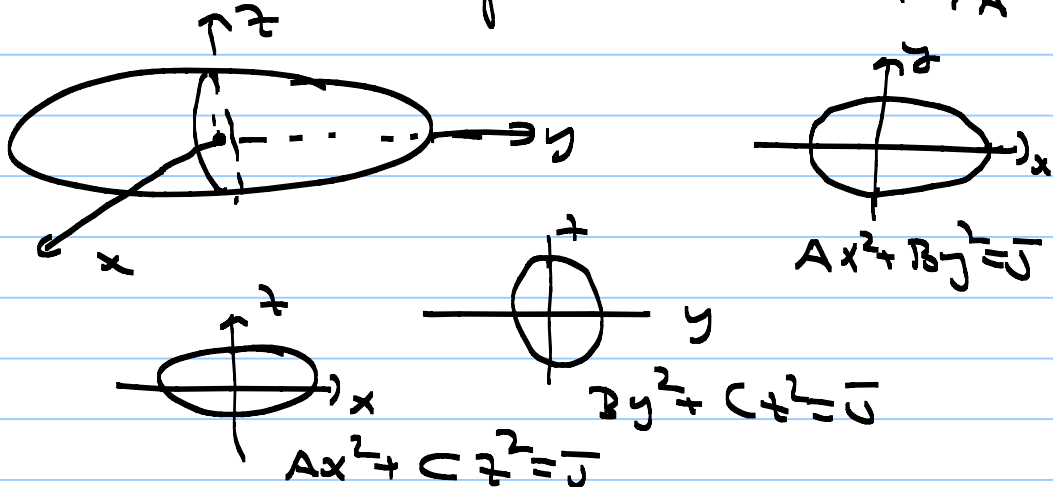 z
y
x
y
x
Ax² + By² = J
z
y
By² + Cz² = J
z
x
Ax² + Cz² = J